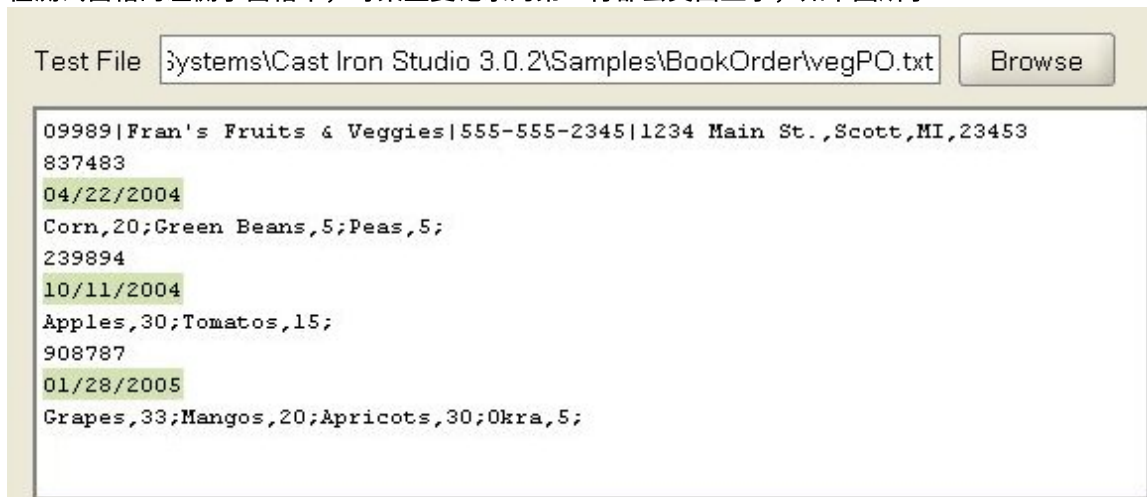 Test File Systems\Cast Iron Studio 3.0.2\Samples\BookOrder\vegPO.txt Browse
09989|Fran's Fruits & Veggies|555-555-2345|1234 Main St.,Scott,MI,23453
837483
04/22/2004
Corn,20;Green Beans,5;Peas,5;
239894
10/11/2004
Apples,30;Tomatos,15;
908787
01/28/2005
Grapes,33;Mangos,20;Apricots,30;Okra,5;